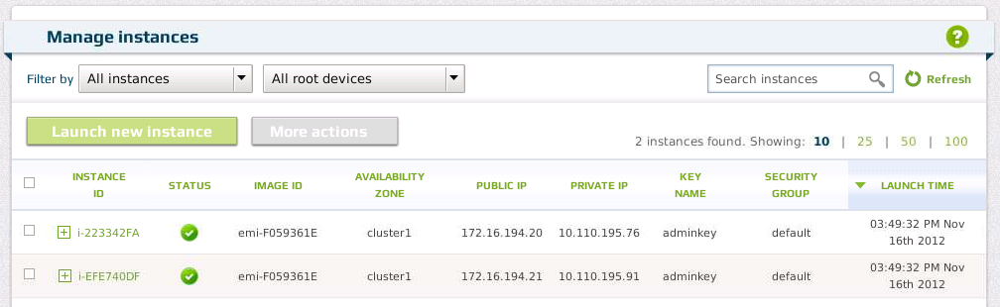 Manage instances
?
Filter by All instances All root devices Search instances Refresh
Launch new instance More actions
2 instances found. Showing: 10 | 25 | 50 | 100
INSTANCE ID STATUS IMAGE ID AVAILABILITY ZONE PUBLIC IP PRIVATE IP KEY NAME SECURITY GROUP LAUNCH TIME
i-223342FA emi-F059361E cluster1 172.16.194.20 10.110.195.76 adminkey default 03:49:32 PM Nov 16th 2012
i-EFE740DF emi-F059361E cluster1 172.16.194.21 10.110.195.91 adminkey default 03:49:32 PM Nov 16th 2012